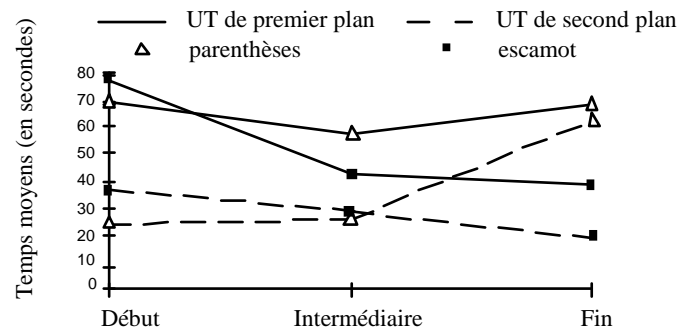 UT de premier plan UT de second plan
parenthèses escamot
Temps moyens (en secondes)
80
70
60
50
40
30
20
10
0
Début Intermédiaire Fin